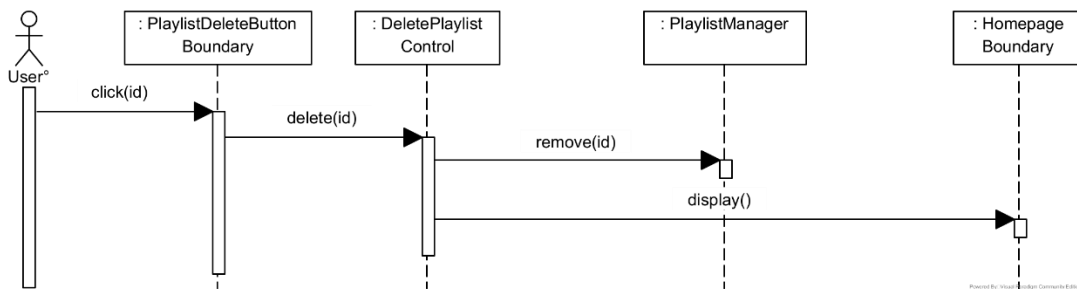 : PlaylistDeleteButton
Boundary
: DeletePlaylist
Control
: PlaylistManager
: Homepage
Boundary
User°
click(id)
delete(id)
remove(id)
display()
Powered By: Visual Paradigm Community Edition